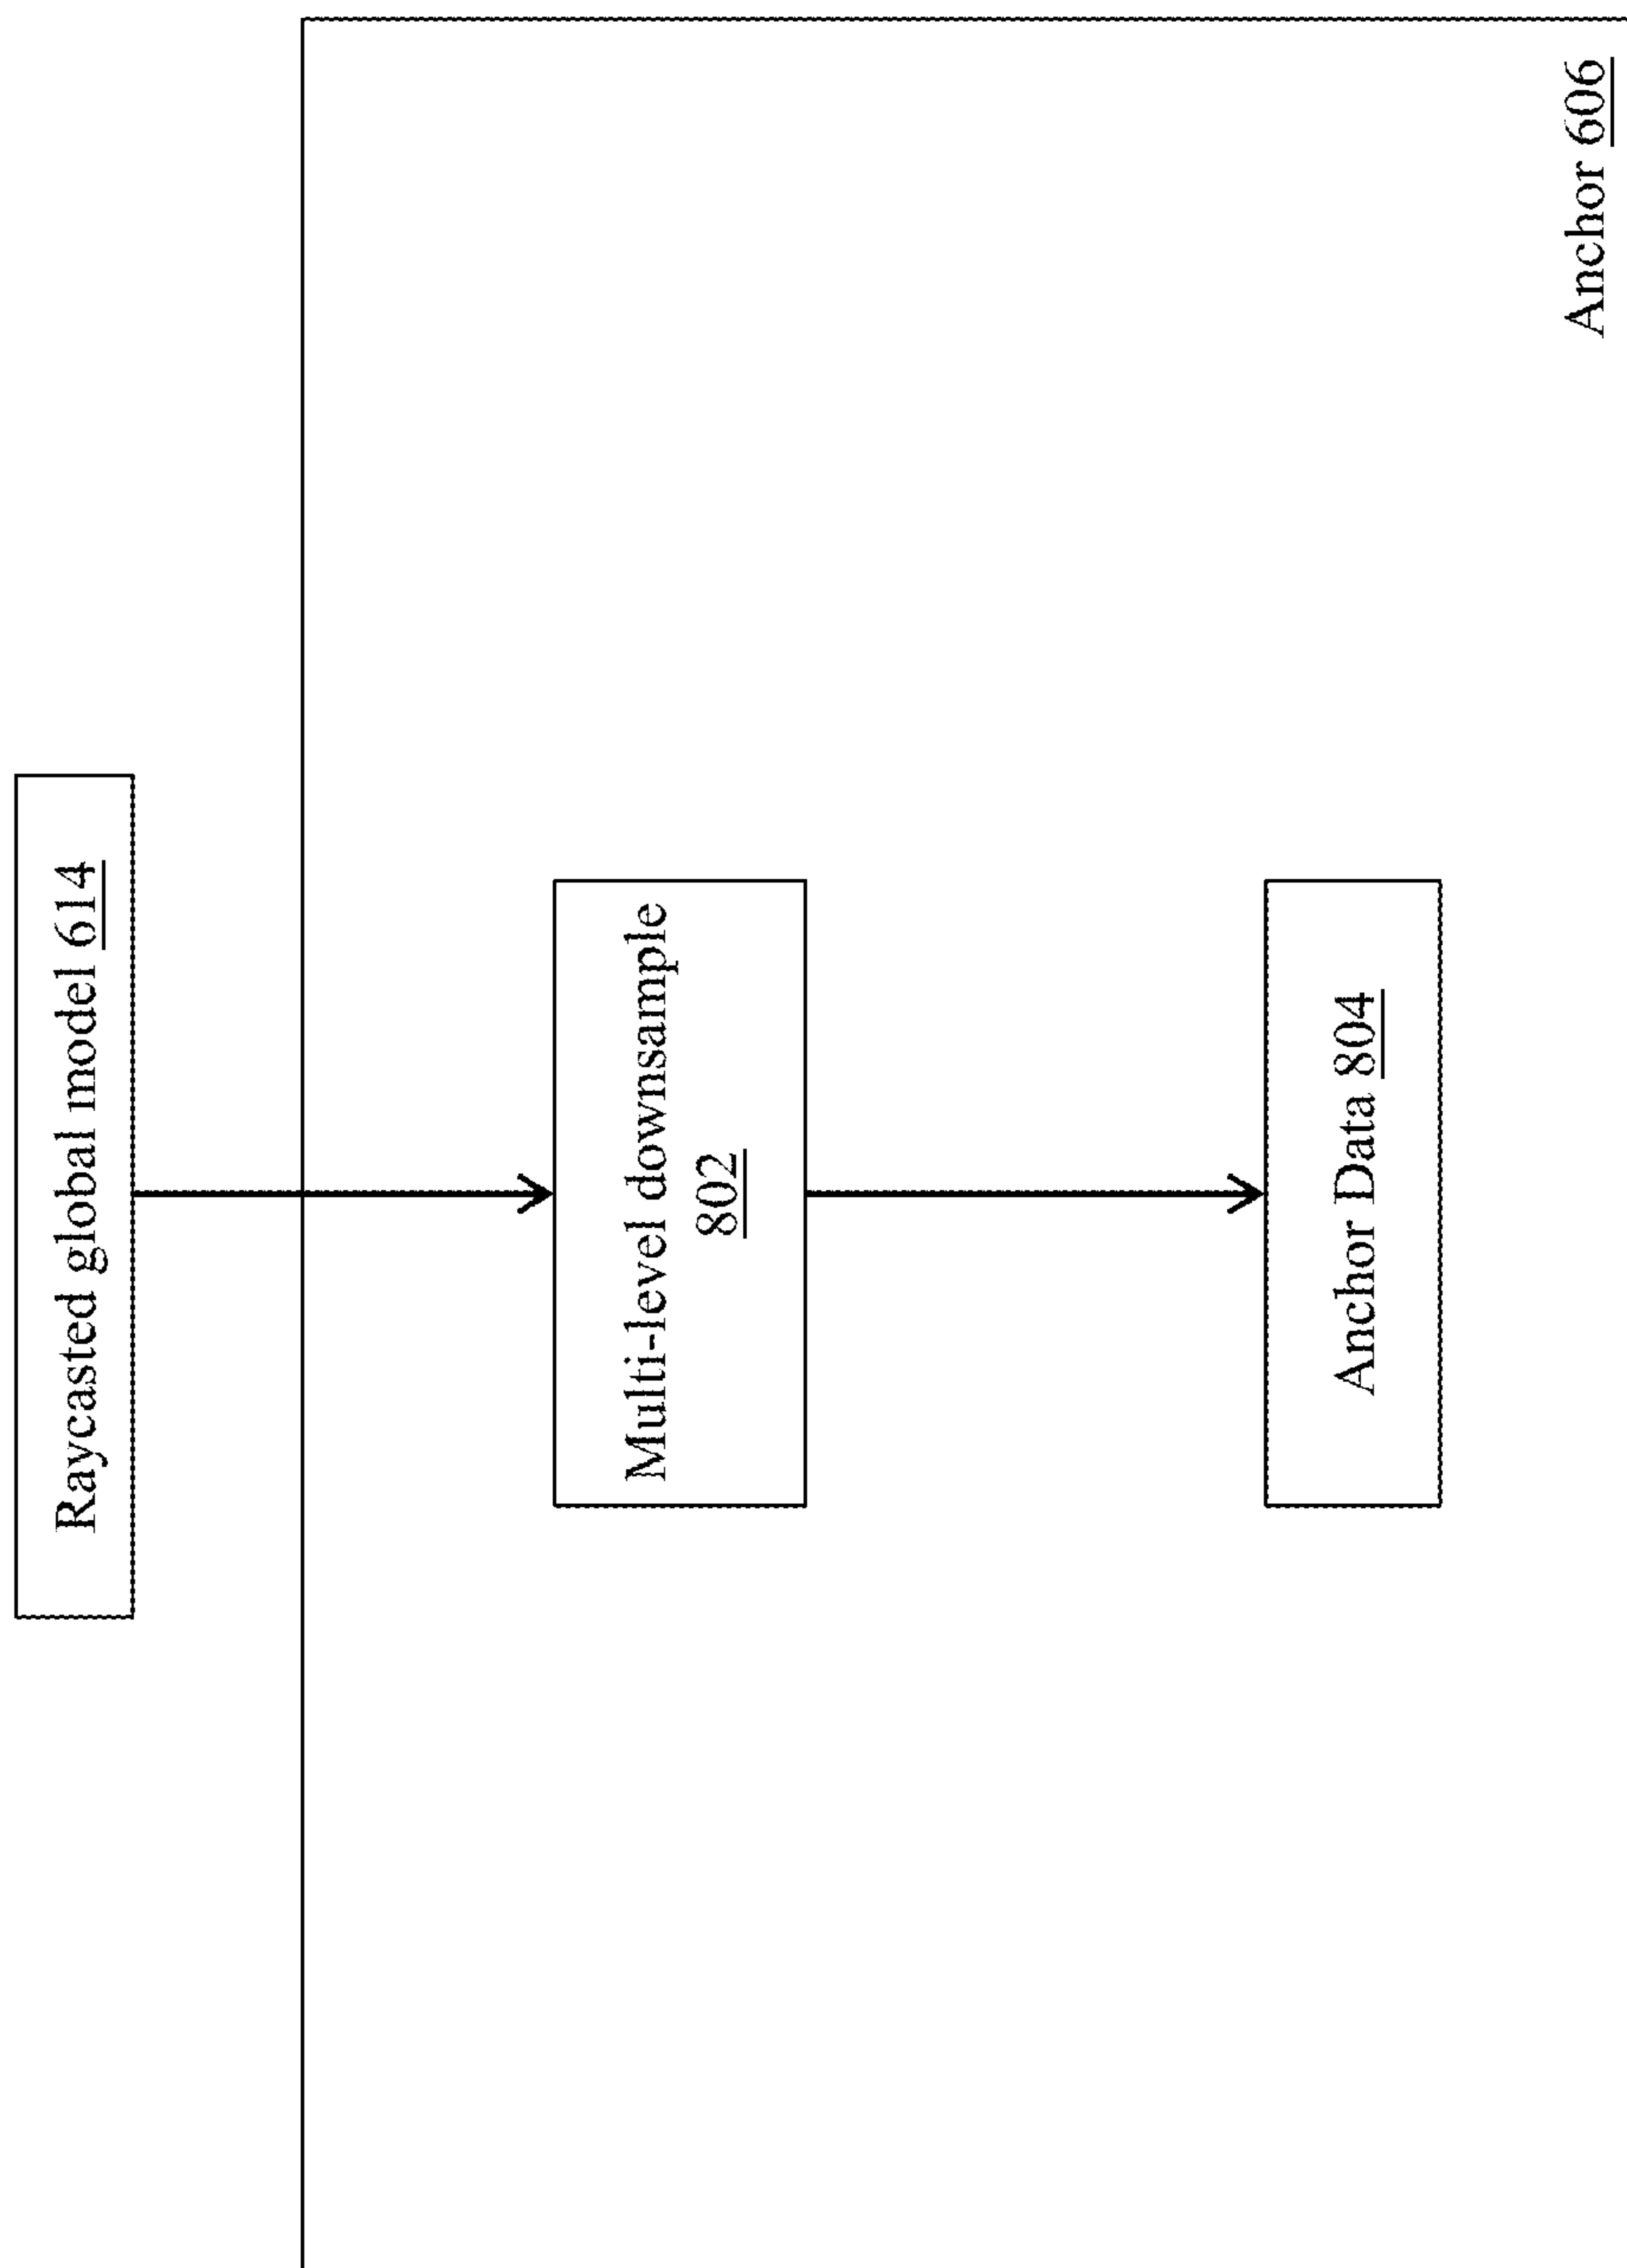 Raycasted global model 614
Multi-level downsample
802
Anchor Data 804
Anchor 606